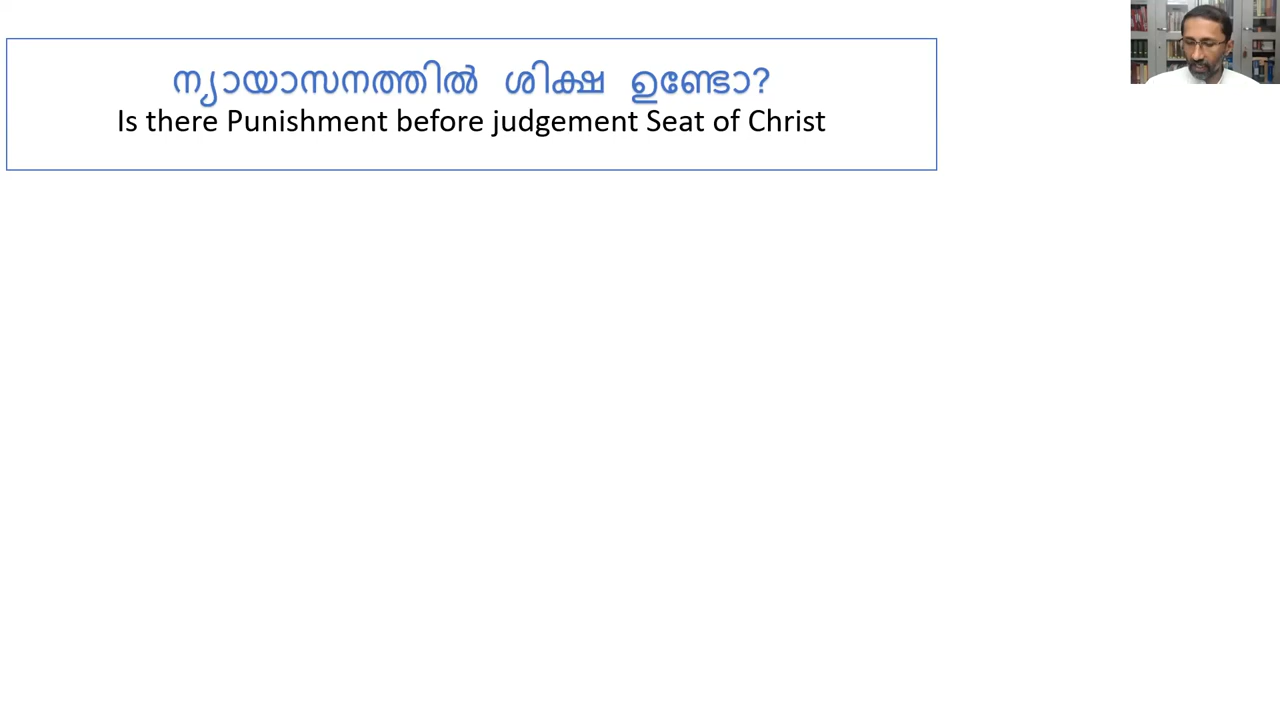 ന്യായാസനത്തിൽ ശിക്ഷ ഉണ്ടോ?
Is there Punishment before judgement Seat of Christ